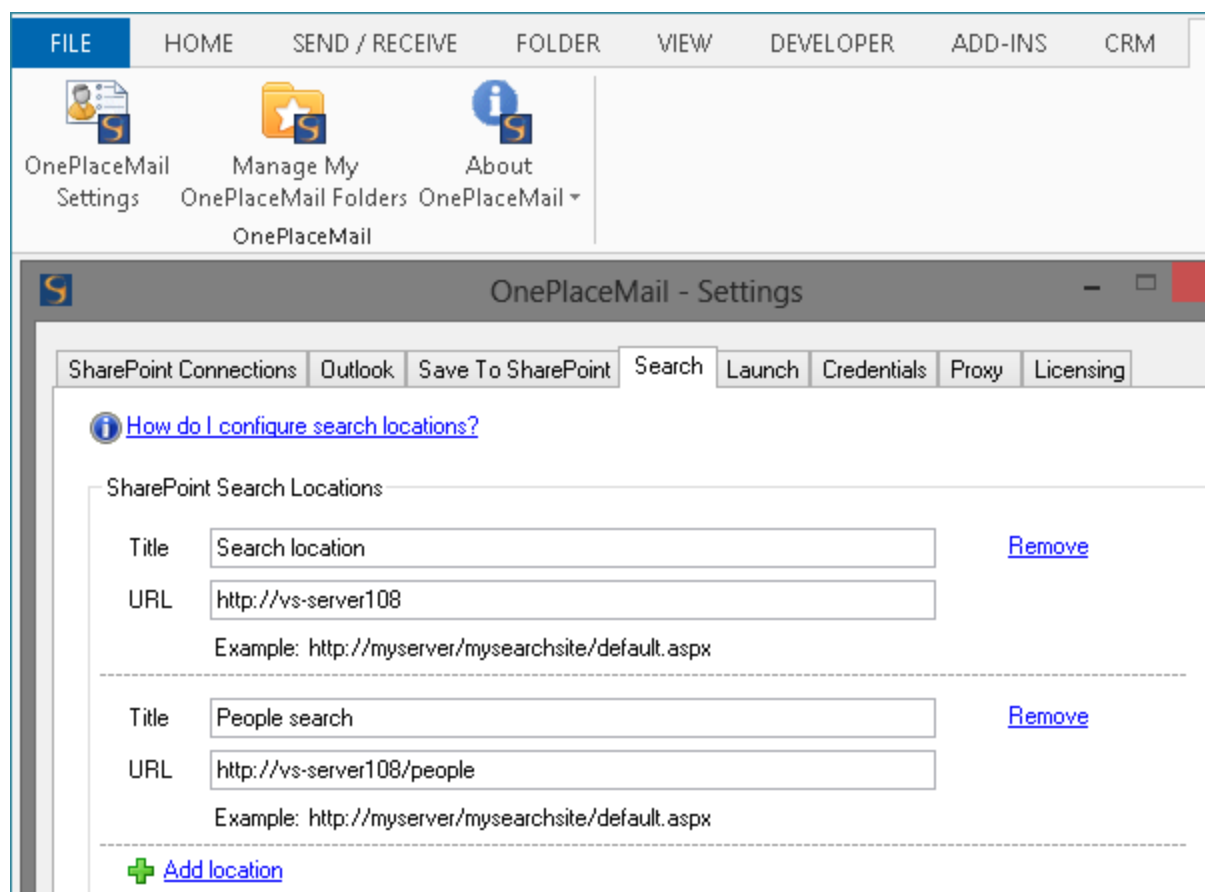 FILE HOME SEND / RECEIVE FOLDER VIEW DEVELOPER ADD-INS CRM
OnePlaceMail Manage My About
Settings OnePlaceMail Folders OnePlaceMail
OnePlaceMail
OnePlaceMail - Settings
SharePoint Connections Outlook Save To SharePoint Search Launch Credentials Proxy Licensing
How do I configure search locations?
SharePoint Search Locations
Title Search location Remove
URL http://vs-server108
Example: http://myserver/mysearchsite/default.aspx
Title People search Remove
URL http://vs-server108/people
Example: http://myserver/mysearchsite/default.aspx
Add location